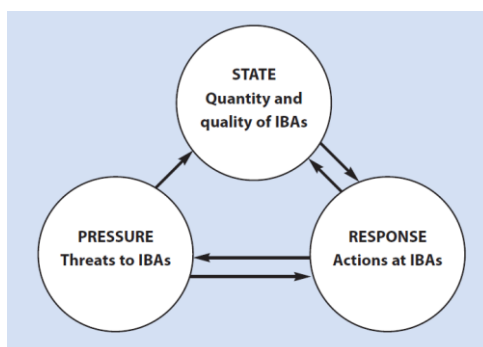 STATE
Quantity and
quality of IBAs
PRESSURE
Threats to IBAs
RESPONSE
Actions at IBAs